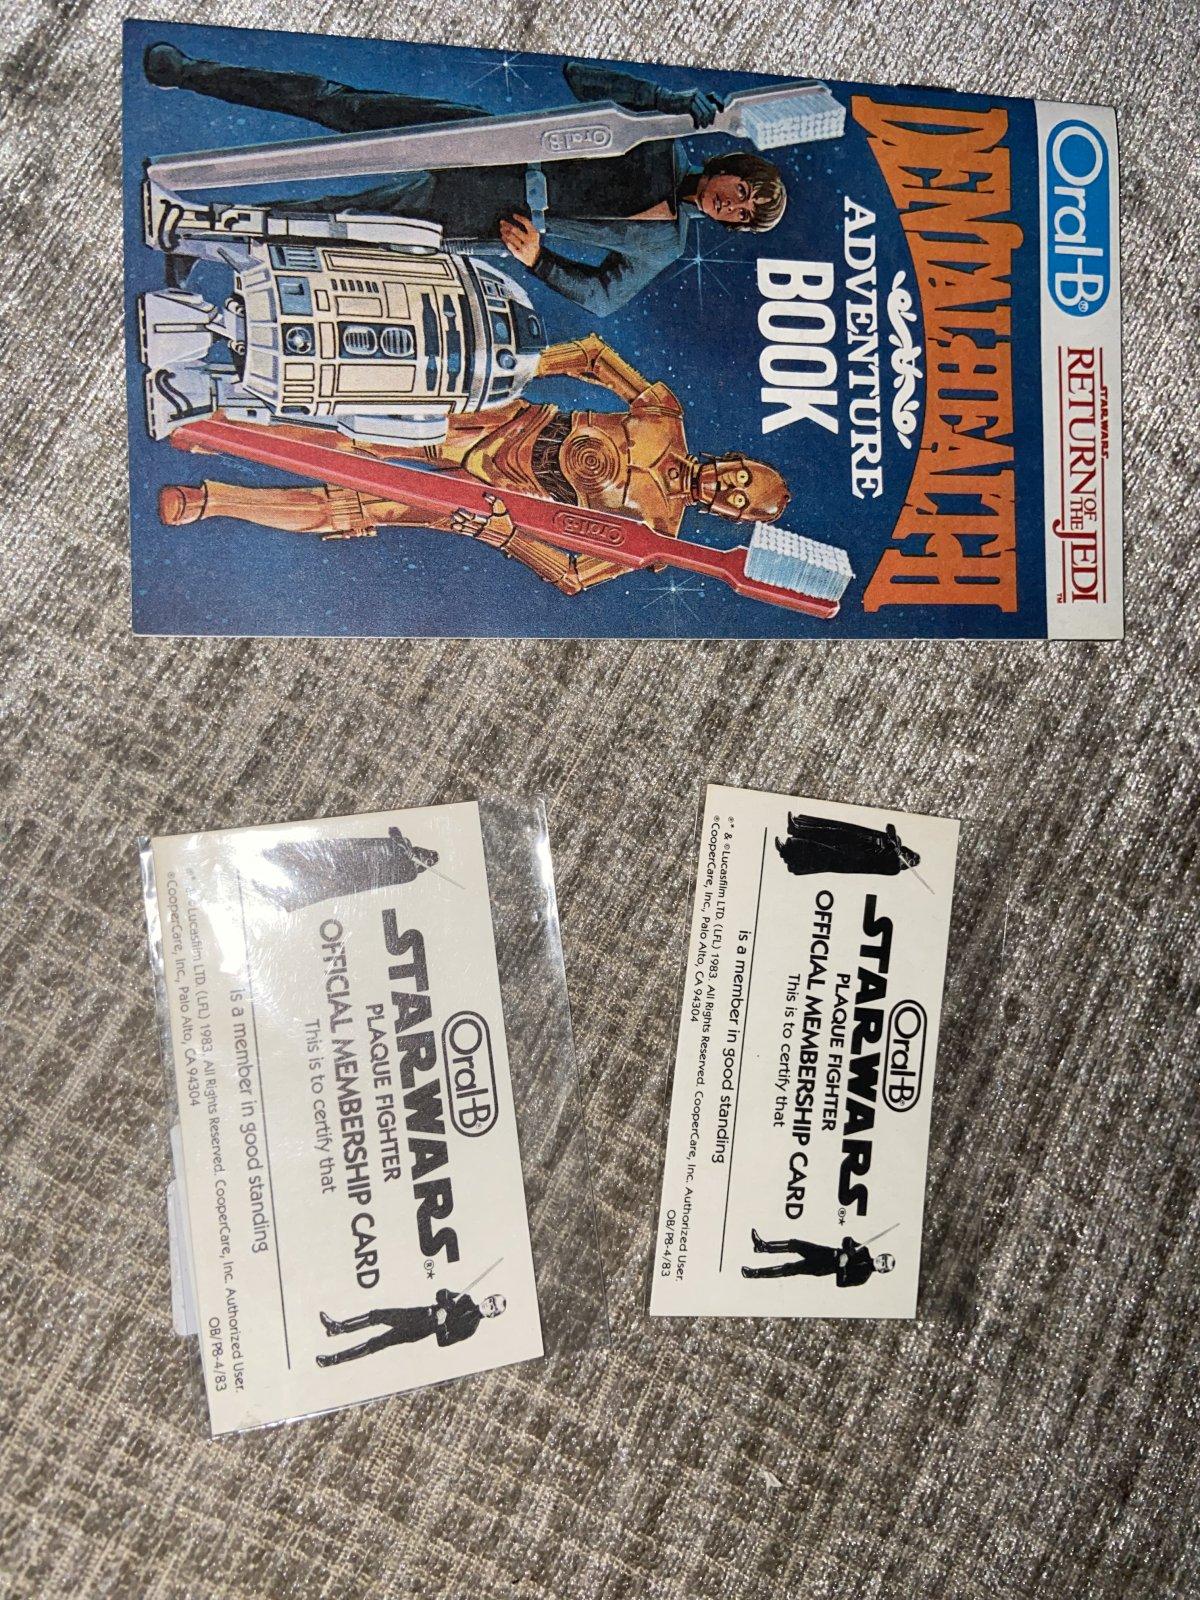 Oral-B®
STAR WARS
RETURN OF THE JEDI™
DENTAL HEALTH
ADVENTURE
BOOK
Oral-B
Oral-B
Oral-B®
STAR WARS®*
PLAQUE FIGHTER
OFFICIAL MEMBERSHIP CARD
This is to certify that
is a member in good standing
®* & ©Lucasfilm LTD. (LFL) 1983. All Rights Reserved. CooperCare, Inc. Authorized User.
©CooperCare, Inc., Palo Alto, CA 94304
OB/PB-4/83
Oral-B®
STAR WARS®*
PLAQUE FIGHTER
OFFICIAL MEMBERSHIP CARD
This is to certify that
is a member in good standing
Lucasfilm LTD. (LFL) 1983. All Rights Reserved. CooperCare, Inc. Authorized User.
©CooperCare, Inc., Palo Alto, CA 94304
OB/PB-4/83